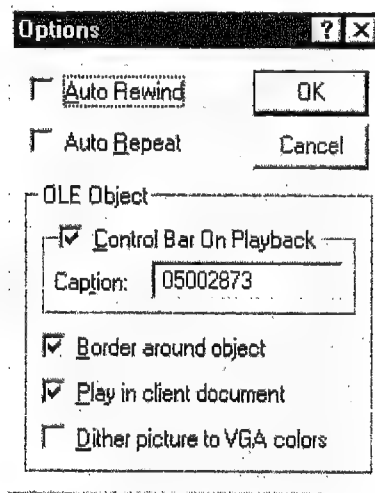 Options ? ×
Auto Rewind OK
Auto Repeat Cancel
OLE Object
Control Bar On Playback
Caption: 05002873
Border around object
Play in client document
Dither picture to VGA colors